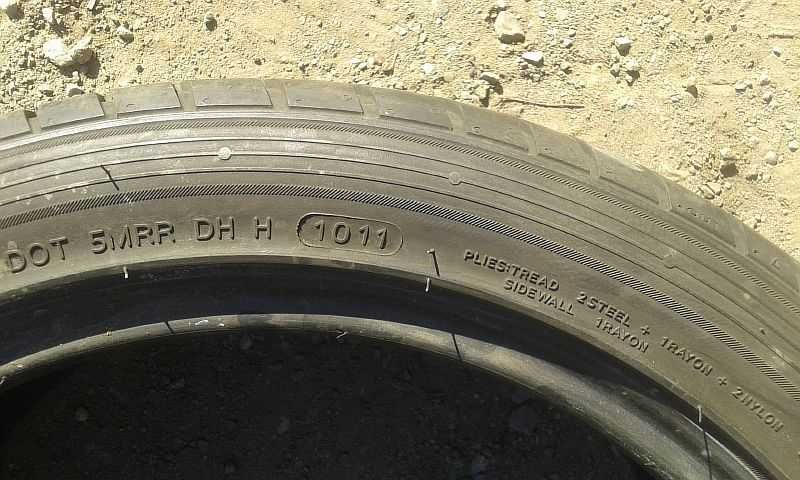 DOT 5MRR DH H 1011
PLIES:TREAD 2STEEL + 1RAYON + 2NYLON
SIDEWALL 1RAYON